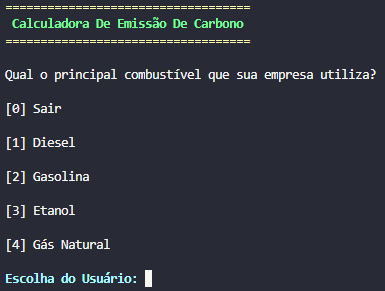 ===================================
Calculadora De Emissão De Carbono
===================================
Qual o principal combustível que sua empresa utiliza?
[0] Sair
[1] Diesel
[2] Gasolina
[3] Etanol
[4] Gás Natural
Escolha do Usuário: